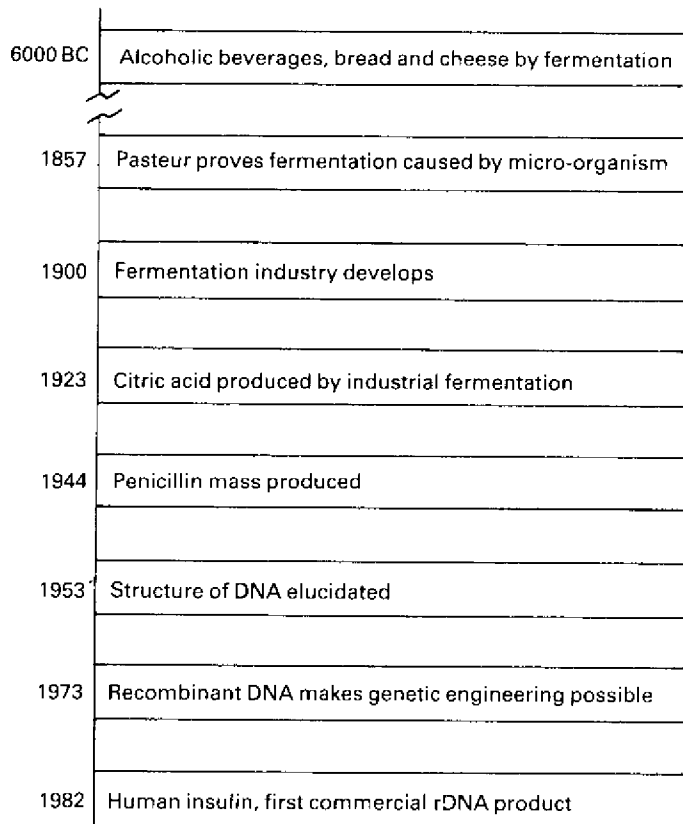 6000 BC Alcoholic beverages, bread and cheese by fermentation
1857 Pasteur proves fermentation caused by micro-organism
1900 Fermentation industry develops
1923 Citric acid produced by industrial fermentation
1944 Penicillin mass produced
1953 Structure of DNA elucidated
1973 Recombinant DNA makes genetic engineering possible
1982 Human insulin, first commercial rDNA product